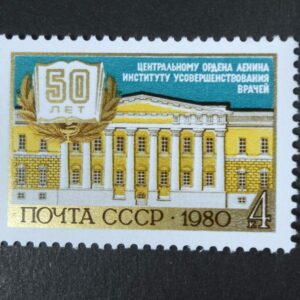 ЦЕНТРАЛЬНОМУ ОРДЕНА ЛЕНИНА
ИНСТИТУТУ УСОВЕРШЕНСТВОВАНИЯ
ВРАЧЕЙ
50
ЛЕТ
ПОЧТА СССР·1980
4